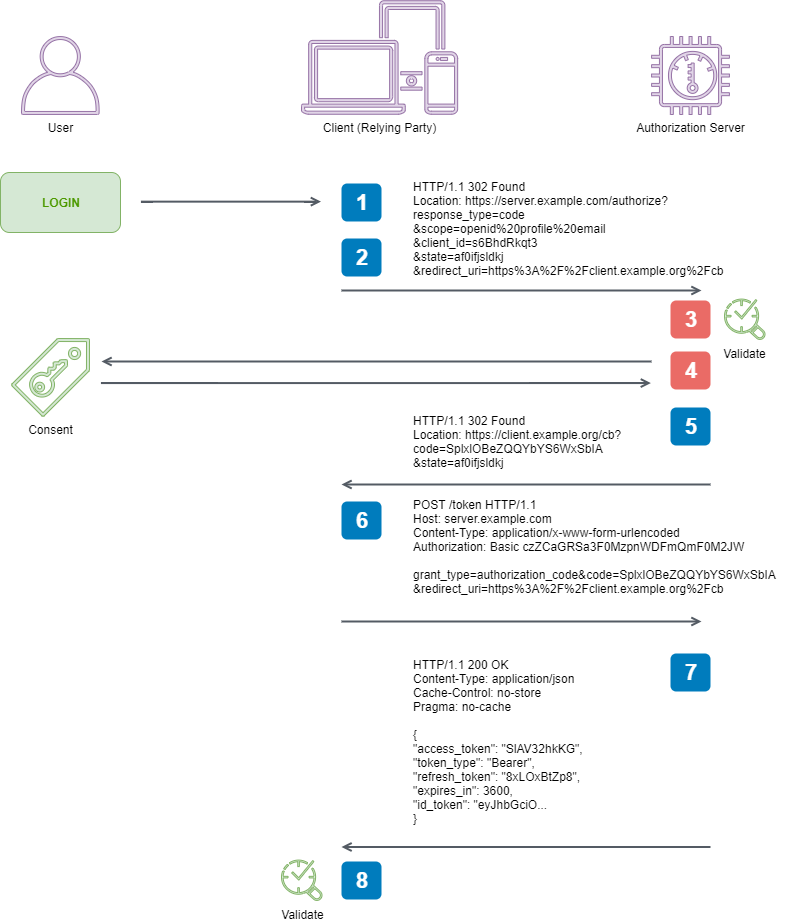 User
Client (Relying Party)
Authorization Server
LOGIN
1
HTTP/1.1 302 Found
Location: https://server.example.com/authorize?
response_type=code
&scope=openid%20profile%20email
&client_id=s6BhdRkqt3
&state=af0ifjsldkj
&redirect_uri=https%3A%2F%2Fclient.example.org%2Fcb
2
3
Validate
4
Consent
5
HTTP/1.1 302 Found
Location: https://client.example.org/cb?
code=SplxlOBeZQQYbYS6WxSbIA
&state=af0ifjsldkj
6
POST /token HTTP/1.1
Host: server.example.com
Content-Type: application/x-www-form-urlencoded
Authorization: Basic czZCaGRSa3F0MzpnWDFmQmF0M2JW
grant_type=authorization_code&code=SplxlOBeZQQYbYS6WxSbIA
&redirect_uri=https%3A%2F%2Fclient.example.org%2Fcb
7
HTTP/1.1 200 OK
Content-Type: application/json
Cache-Control: no-store
Pragma: no-cache
{
"access_token": "SlAV32hkKG",
"token_type": "Bearer",
"refresh_token": "8xLOxBtZp8",
"expires_in": 3600,
"id_token": "eyJhbGciO...
}
8
Validate